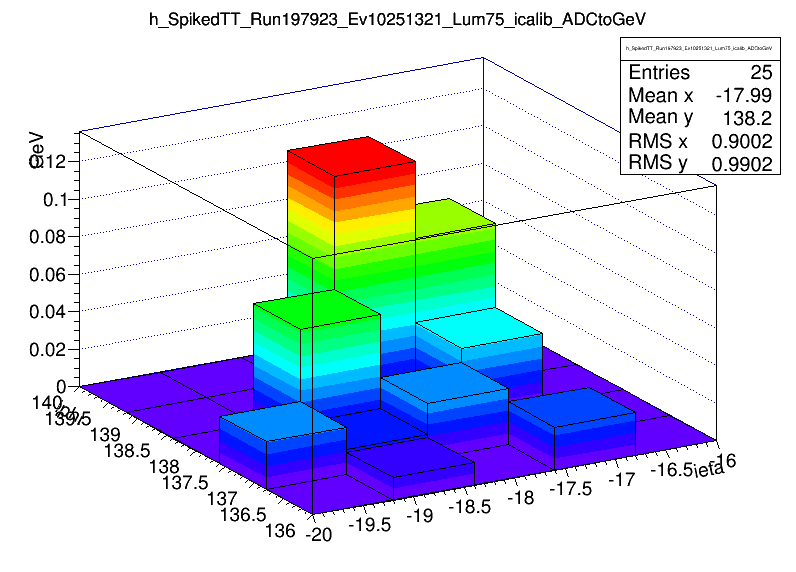 h_SpikedTT_Run197923_Ev10251321_Lum75_icalib_ADCtoGeV
h_SpikedTT_Run197923_Ev10251321_Lum75_icalib_ADCtoGeV
Entries 25
Mean x -17.99
Mean y 138.2
RMS x 0.9002
RMS y 0.9902
GeV
0.12
0.1
0.08
0.06
0.04
0.02
0
140
139.5
139
138.5
138
137.5
137
136.5
136
-20
-19.5
-19
-18.5
-18
-17.5
-17
-16.5
-16
ieta